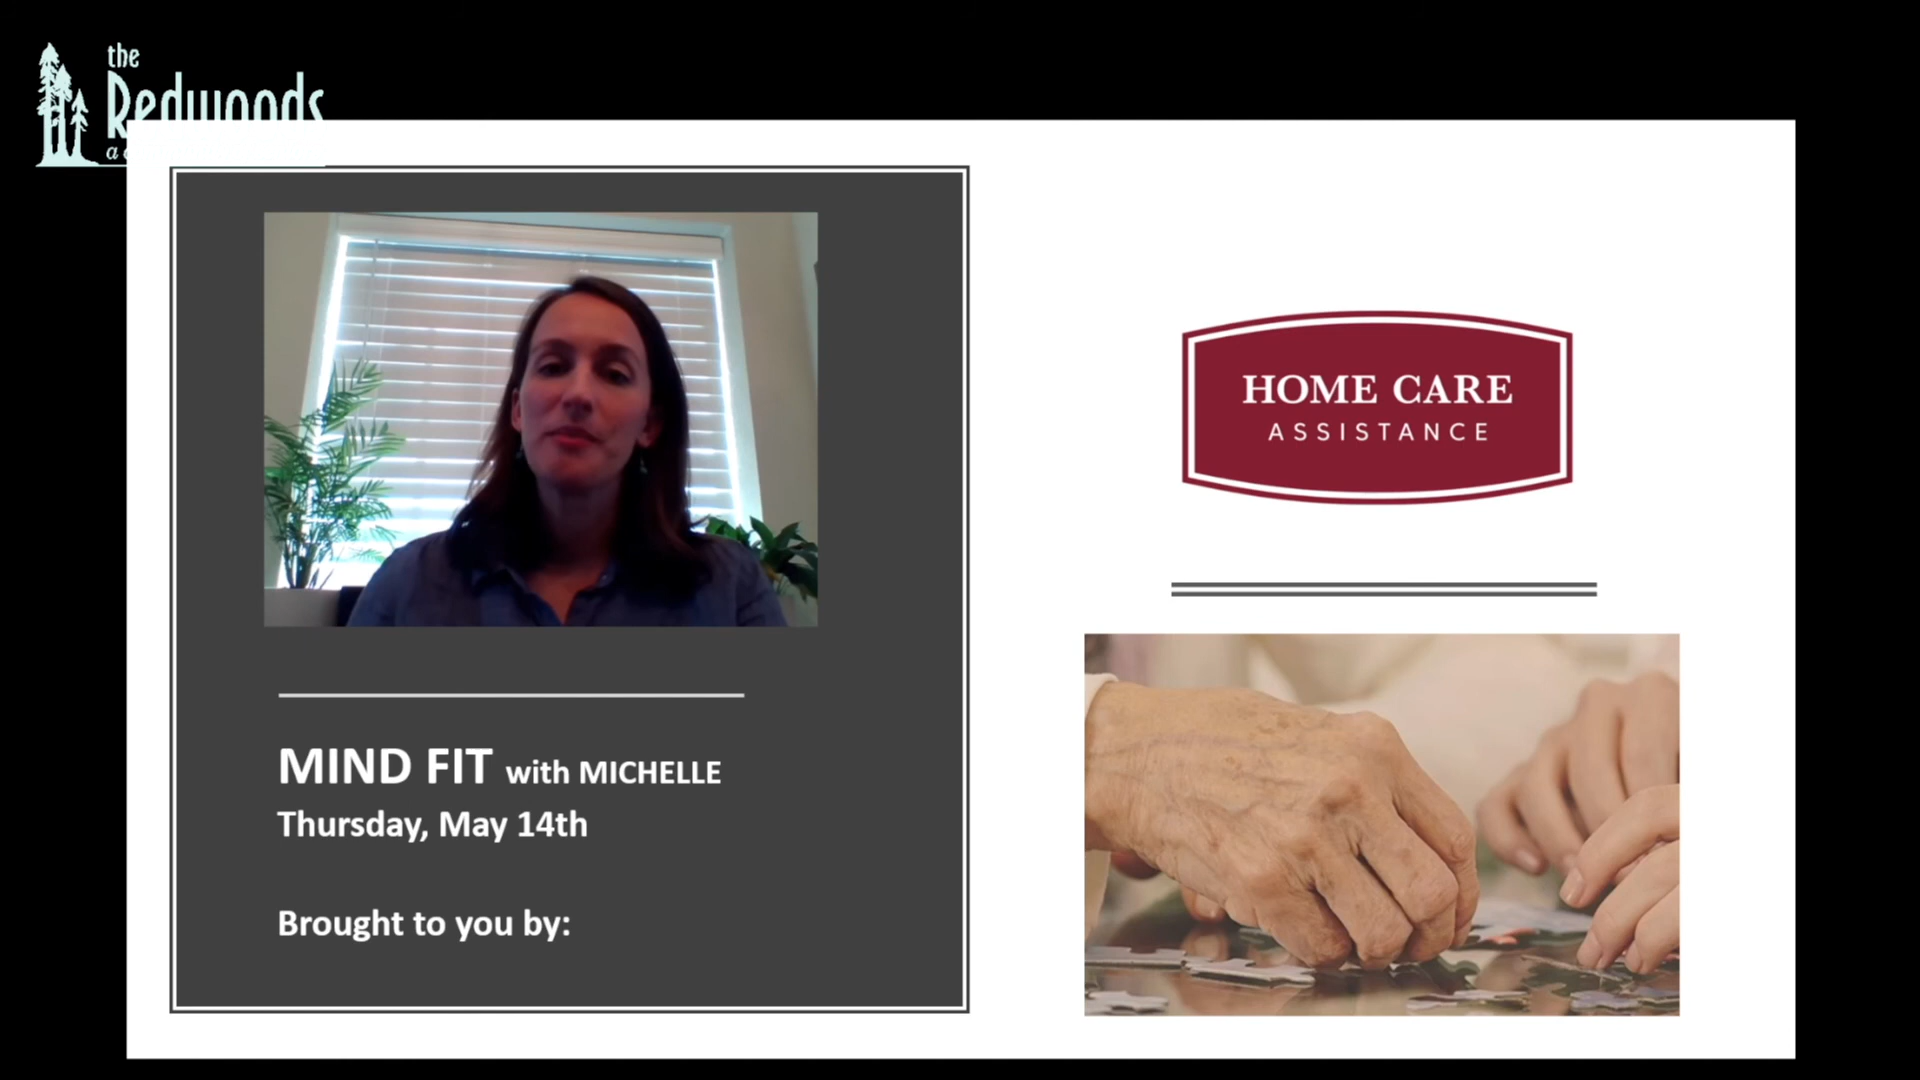 the
Redwoods
HOME CARE
ASSISTANCE
MIND FIT with MICHELLE
Thursday, May 14th
Brought to you by: